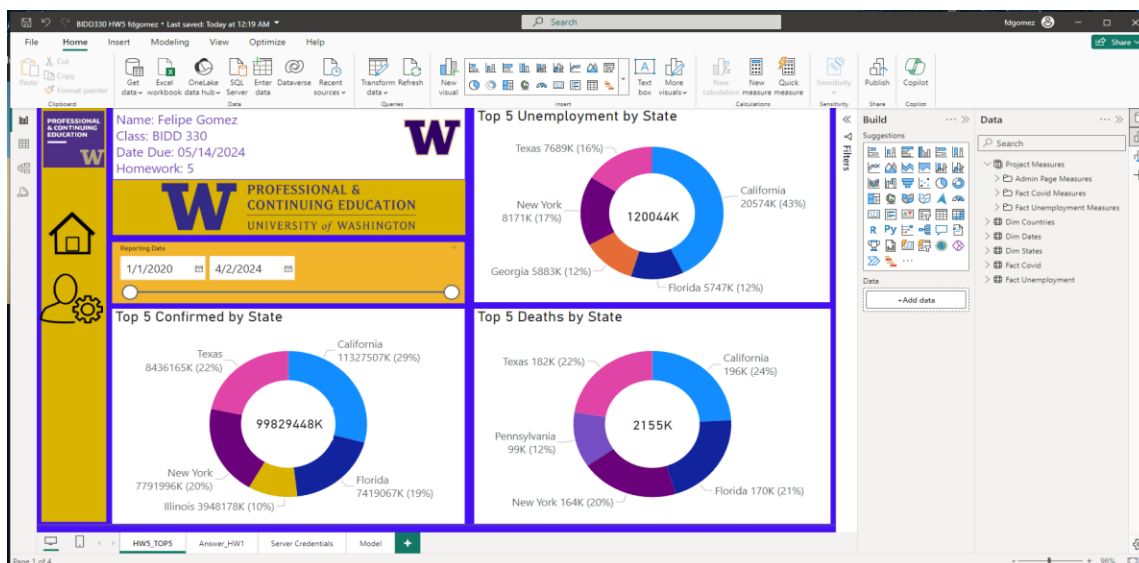 BIDD330 HW5 fdgomez • Last saved: Today at 12:19 AM
Search
fdgomez
File
Home
Insert
Modeling
View
Optimize
Help
Share
Paste
Cut
Copy
Format painter
Clipboard
Get data
Excel workbook
OneLake data hub
SQL Server
Enter data
Dataverse
Recent sources
Data
Transform data
Refresh
Queries
New visual
Text box
More visuals
Insert
New calculation
New measure
Quick measure
Calculations
Sensitivity
Sensitivity
Publish
Share
Copilot
Copilot
PROFESSIONAL
& CONTINUING
EDUCATION
W
Name: Felipe Gomez
Class: BIDD 330
Date Due: 05/14/2024
Homework: 5
W
W
PROFESSIONAL &
CONTINUING EDUCATION
UNIVERSITY of WASHINGTON
Reporting Date
1/1/2020
4/2/2024
Top 5 Unemployment by State
Texas 7689K (16%)
California
20574K (43%)
New York
8171K (17%)
120044K
Georgia 5883K (12%)
Florida 5747K (12%)
Top 5 Confirmed by State
Texas
8436165K (22%)
California
11327507K (29%)
99829448K
New York
7791996K (20%)
Florida
7419067K (19%)
Illinois 3948178K (10%)
Top 5 Deaths by State
Texas 182K (22%)
California
196K (24%)
Pennsylvania
99K (12%)
2155K
New York 164K (20%)
Florida 170K (21%)
Filters
Build
Suggestions
R
Py
Data
+Add data
Data
Search
Project Measures
Admin Page Measures
Fact Covid Measures
Fact Unemployment Measures
Dim Countries
Dim Dates
Dim States
Fact Covid
Fact Unemployment
HW5_TOP5
Answer_HW1
Server Credentials
Model
+
Page 1 of 4
96%